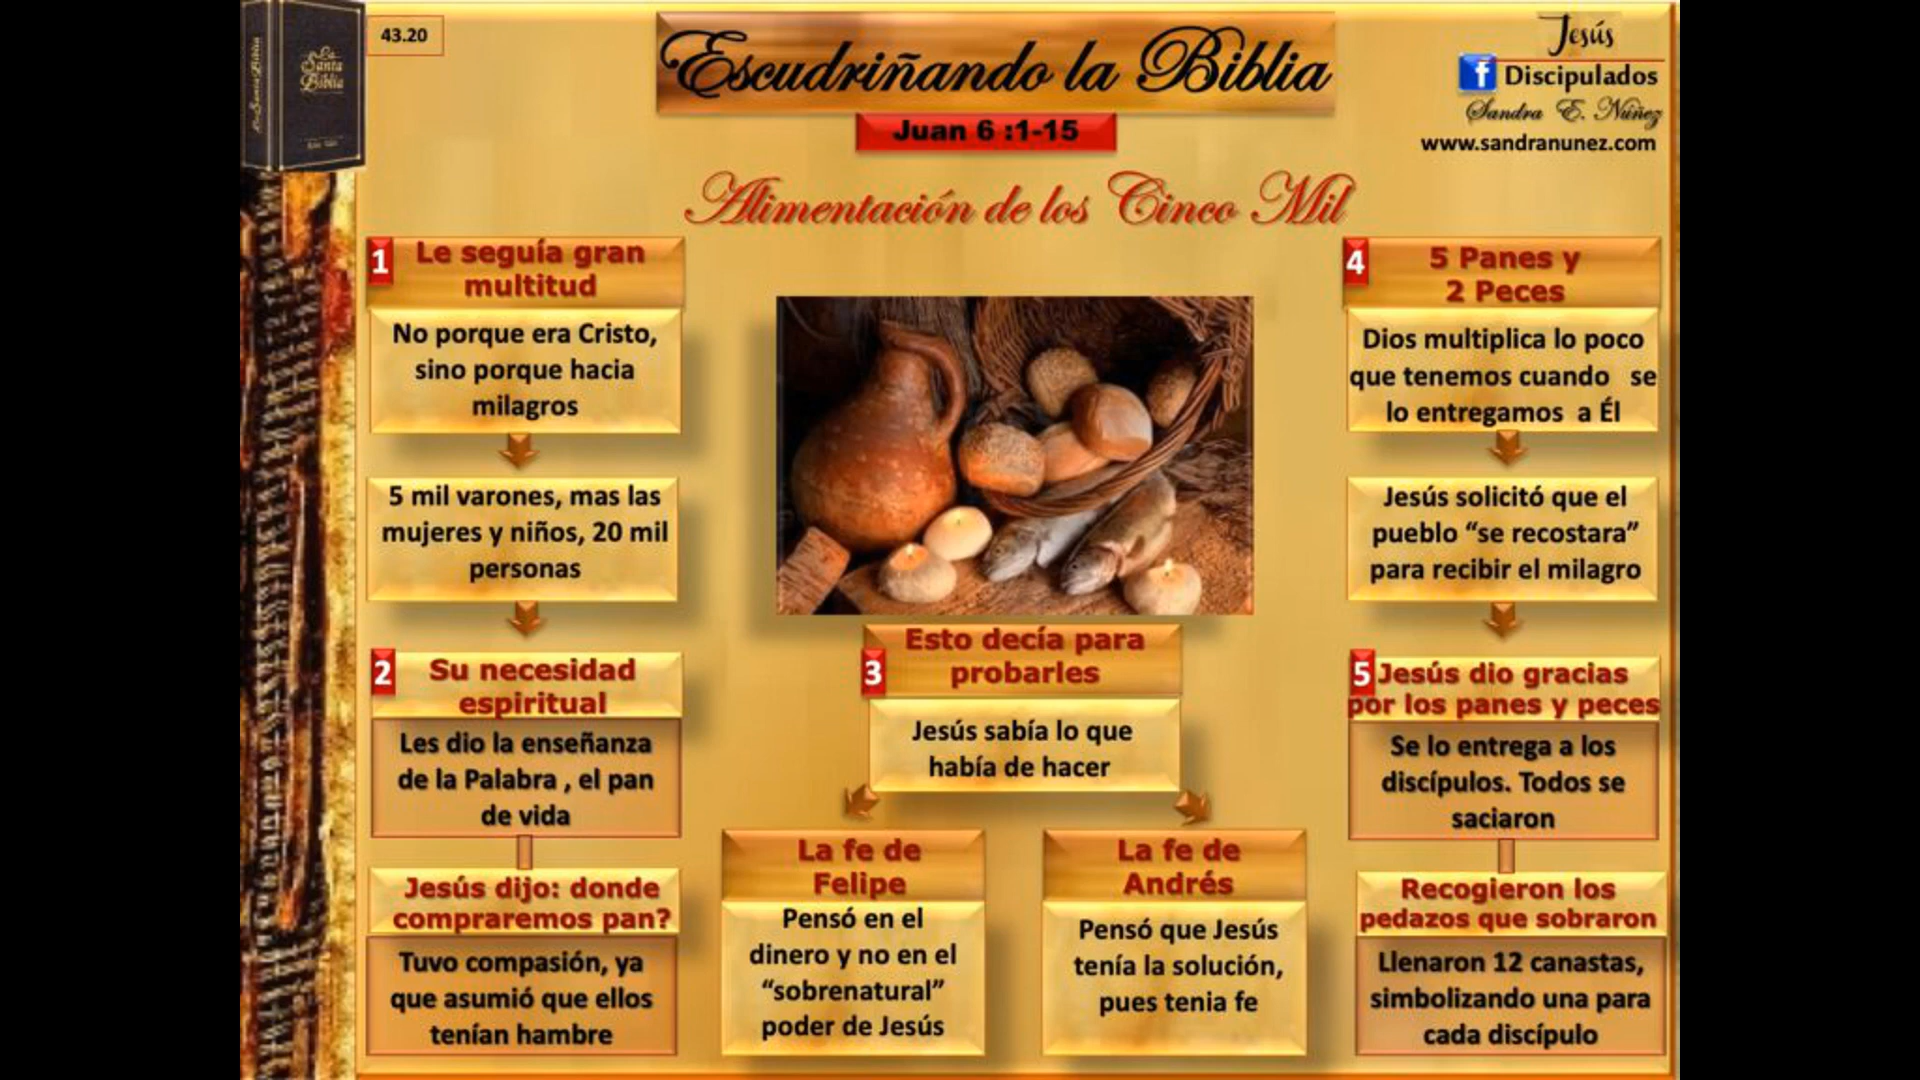 La
Santa
Biblia
La Santa Biblia
43.20
Escudriñando la Biblia
Juan 6 :1-15
Jesús
f Discipulados
Sandra E. Núñez
www.sandranunez.com
Alimentación de los Cinco Mil
1
Le seguía gran
multitud
No porque era Cristo,
sino porque hacia
milagros
5 mil varones, mas las
mujeres y niños, 20 mil
personas
2
Su necesidad
espiritual
Les dio la enseñanza
de la Palabra , el pan
de vida
Jesús dijo: donde
compraremos pan?
Tuvo compasión, ya
que asumió que ellos
tenían hambre
3
Esto decía para
probarles
Jesús sabía lo que
había de hacer
La fe de
Felipe
Pensó en el
dinero y no en el
“sobrenatural”
poder de Jesús
La fe de
Andrés
Pensó que Jesús
tenía la solución,
pues tenia fe
4
5 Panes y
2 Peces
Dios multiplica lo poco
que tenemos cuando se
lo entregamos a Él
Jesús solicitó que el
pueblo “se recostara”
para recibir el milagro
5
Jesús dio gracias
por los panes y peces
Se lo entrega a los
discípulos. Todos se
saciaron
Recogieron los
pedazos que sobraron
Llenaron 12 canastas,
simbolizando una para
cada discípulo